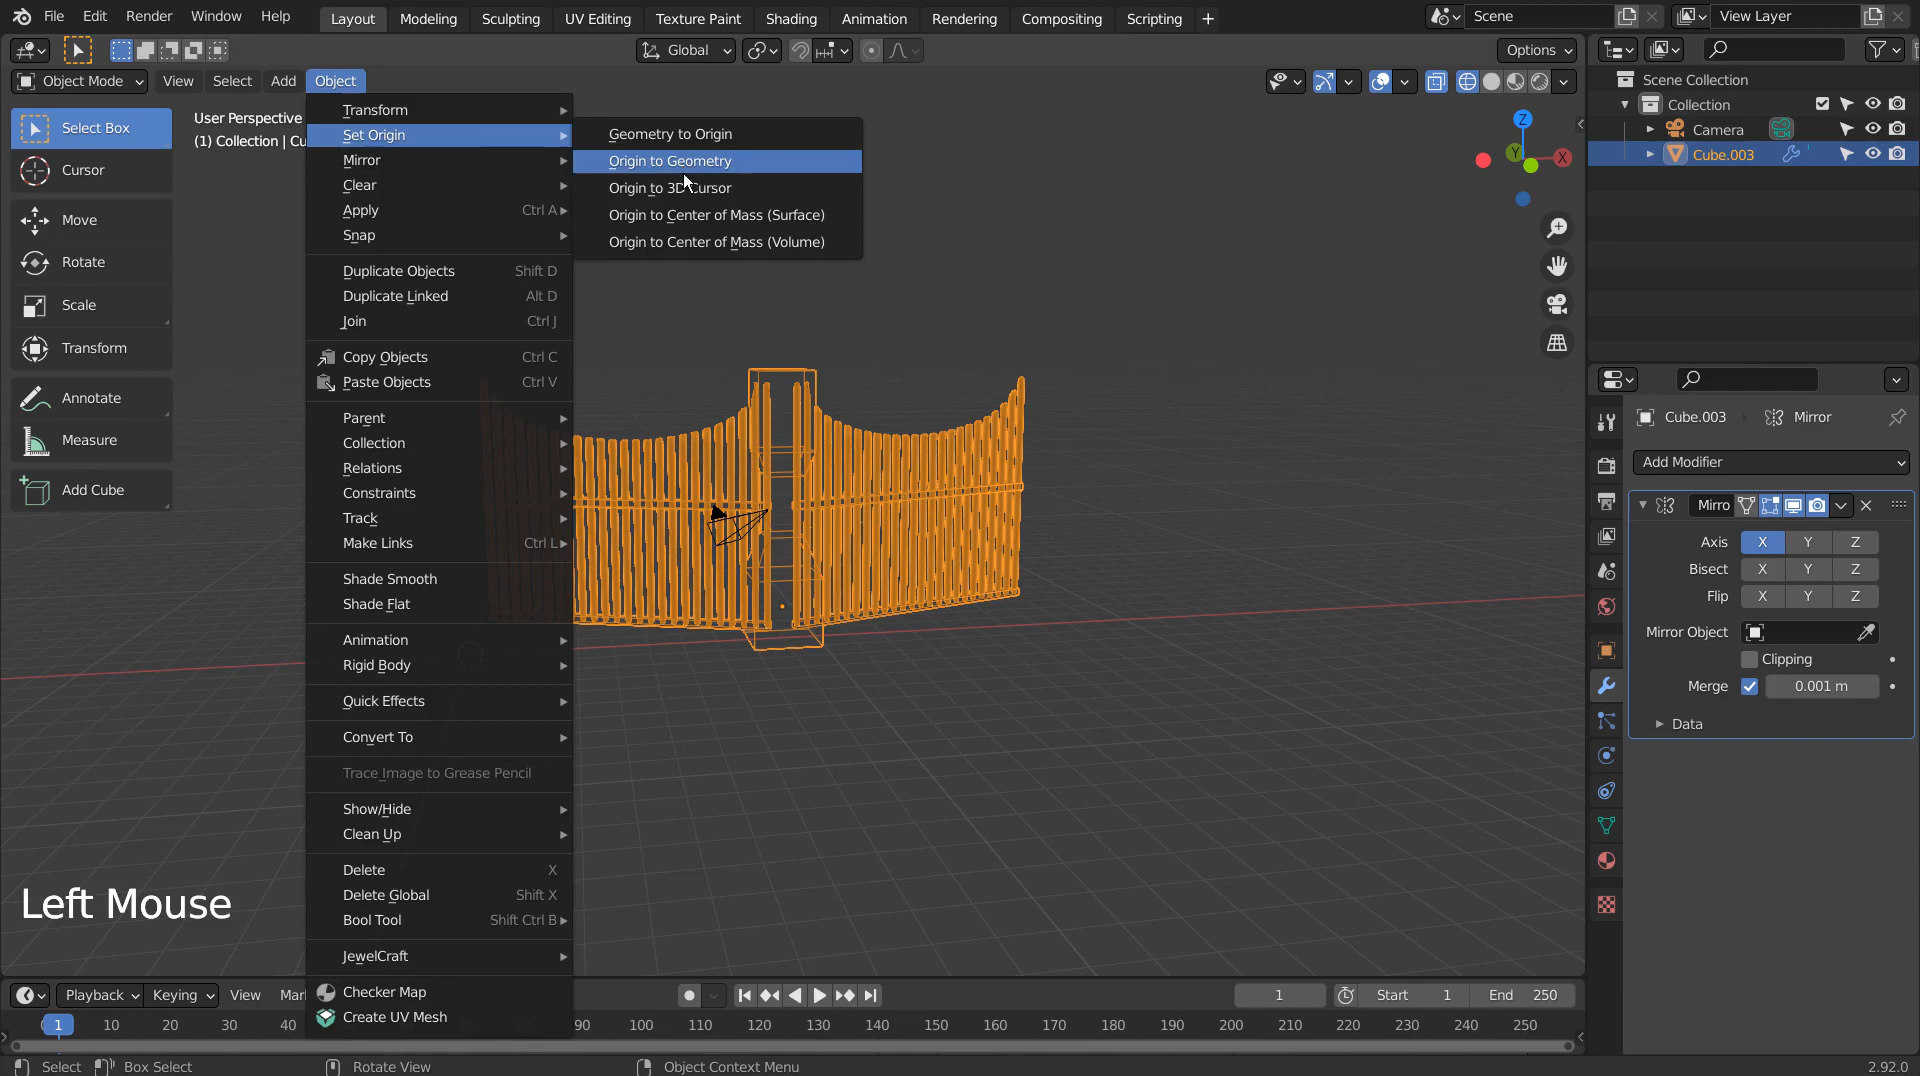 File Edit Render Window Help Layout Modeling Sculpting UV Editing Texture Paint Shading Animation Rendering Compositing Scripting + Scene View Layer
Global Options
Object Mode View Select Add Object
Select Box
Cursor
Move
Rotate
Scale
Transform
Annotate
Measure
Add Cube
User Perspective
(1) Collection | Cu
Transform
Set Origin
Mirror
Clear
Apply Ctrl A
Snap
Duplicate Objects Shift D
Duplicate Linked Alt D
Join Ctrl J
Copy Objects Ctrl C
Paste Objects Ctrl V
Parent
Collection
Relations
Constraints
Track
Make Links Ctrl L
Shade Smooth
Shade Flat
Animation
Rigid Body
Quick Effects
Convert To
Trace Image to Grease Pencil
Show/Hide
Clean Up
Delete X
Delete Global Shift X
Bool Tool Shift Ctrl B
JewelCraft
Checker Map
Create UV Mesh
Geometry to Origin
Origin to Geometry
Origin to 3D Cursor
Origin to Center of Mass (Surface)
Origin to Center of Mass (Volume)
Z
Y
X
Scene Collection
Collection
Camera
Cube.003
Cube.003 Mirror
Add Modifier
Mirro
Axis X Y Z
Bisect X Y Z
Flip X Y Z
Mirror Object
Clipping
Merge 0.001 m
Data
Left Mouse
Playback Keying View Mar 1 Start 1 End 250
1 10 20 30 40 90 100 110 120 130 140 150 160 170 180 190 200 210 220 230 240 250
Select Box Select Rotate View Object Context Menu 2.92.0